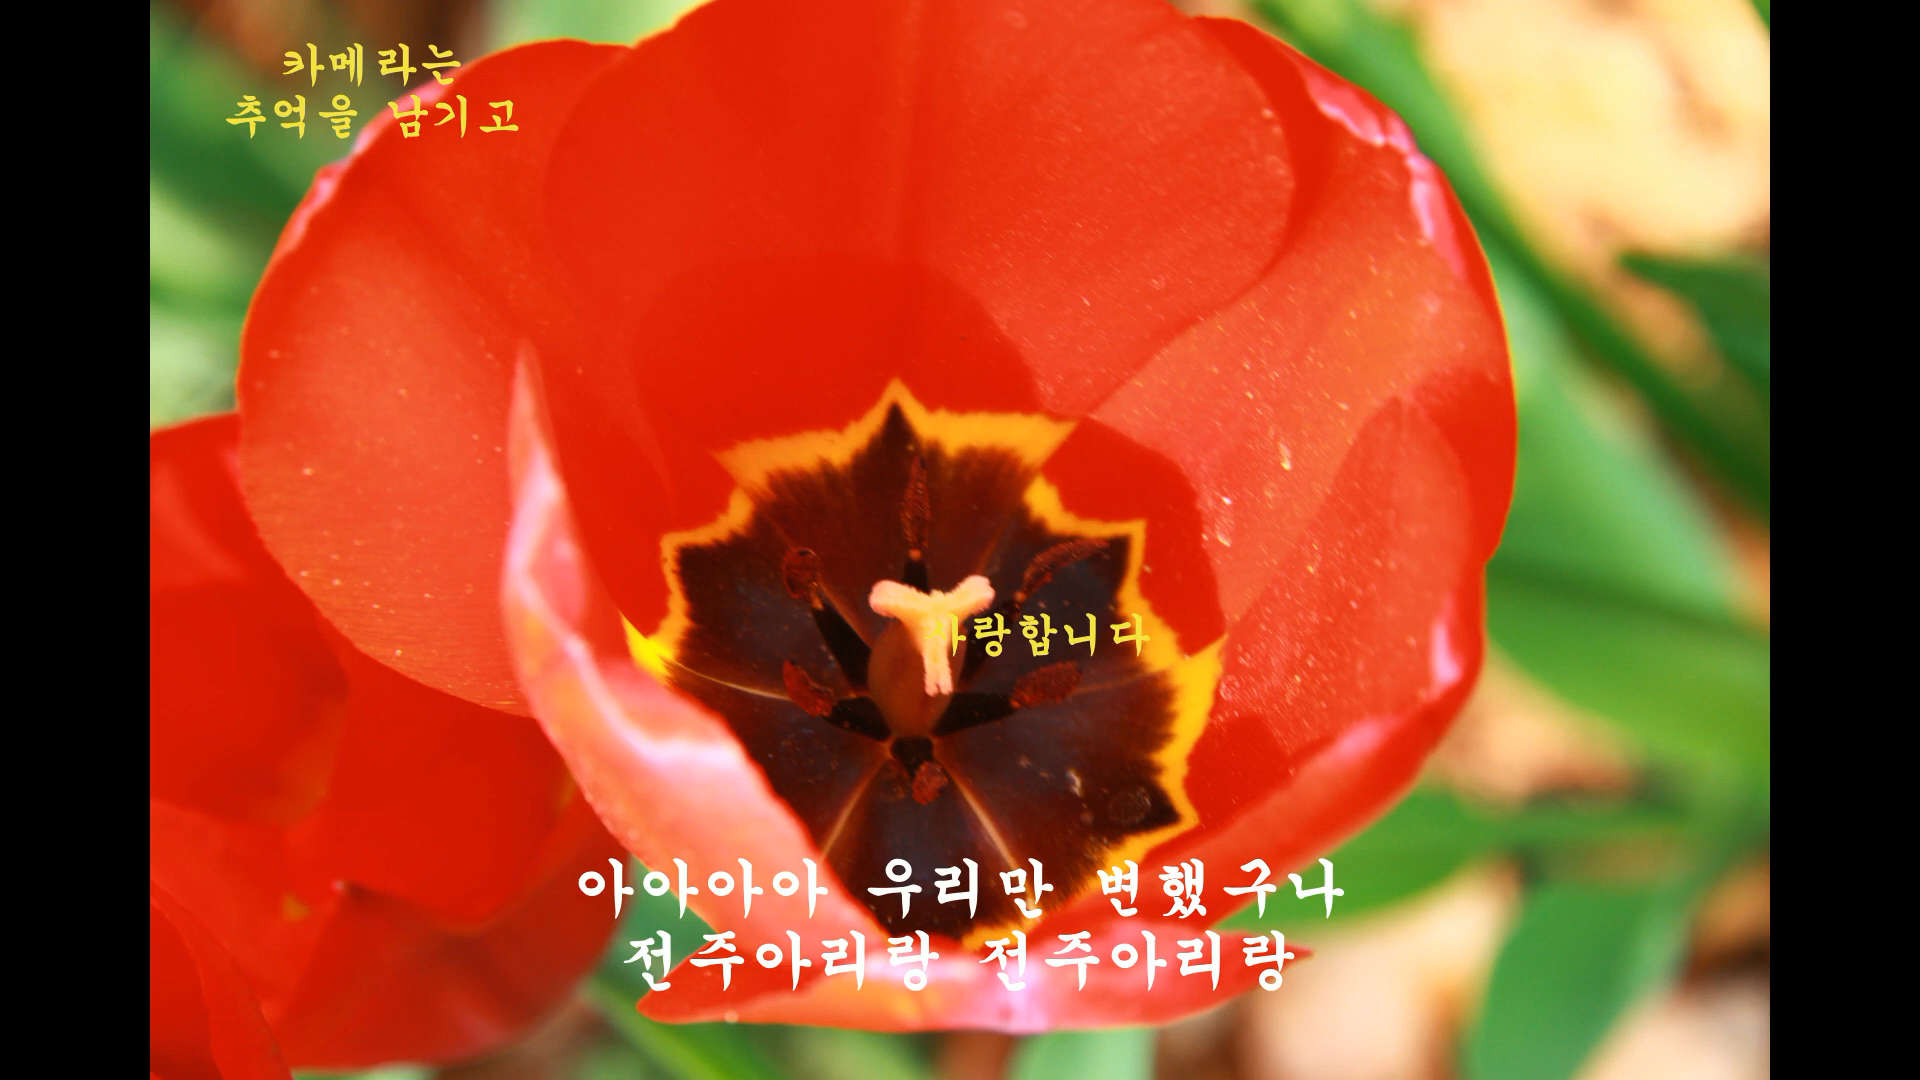 카메라는
추억을 남기고
사랑합니다
아아아아 우리만 변했구나
전주아리랑 전주아리랑